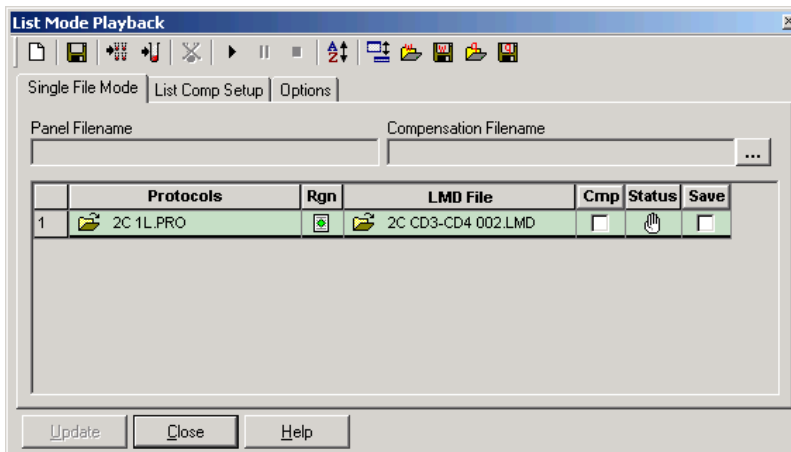 List Mode Playback
Single File Mode List Comp Setup Options
Panel Filename Compensation Filename
...
Protocols Rgn LMD File Cmp Status Save
1 2C 1L.PRO 2C CD3-CD4 002.LMD
Update Close Help